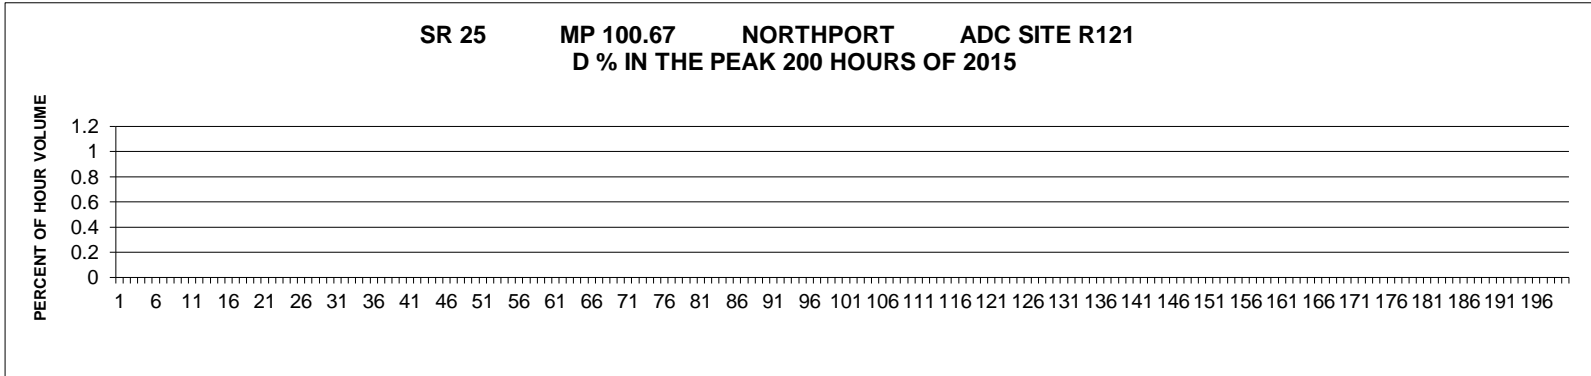 SR 25 MP 100.67 NORTHPORT ADC SITE R121
D % IN THE PEAK 200 HOURS OF 2015
PERCENT OF HOUR VOLUME
1.2
1
0.8
0.6
0.4
0.2
0
1 6 11 16 21 26 31 36 41 46 51 56 61 66 71 76 81 86 91 96 101 106 111 116 121 126 131 136 141 146 151 156 161 166 171 176 181 186 191 196